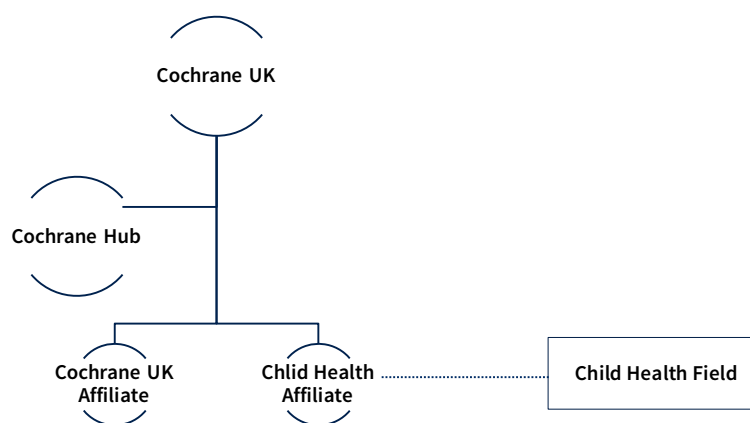 Cochrane UK
Cochrane Hub
Cochrane UK
Affiliate
Chlid Health
Affiliate
Child Health Field